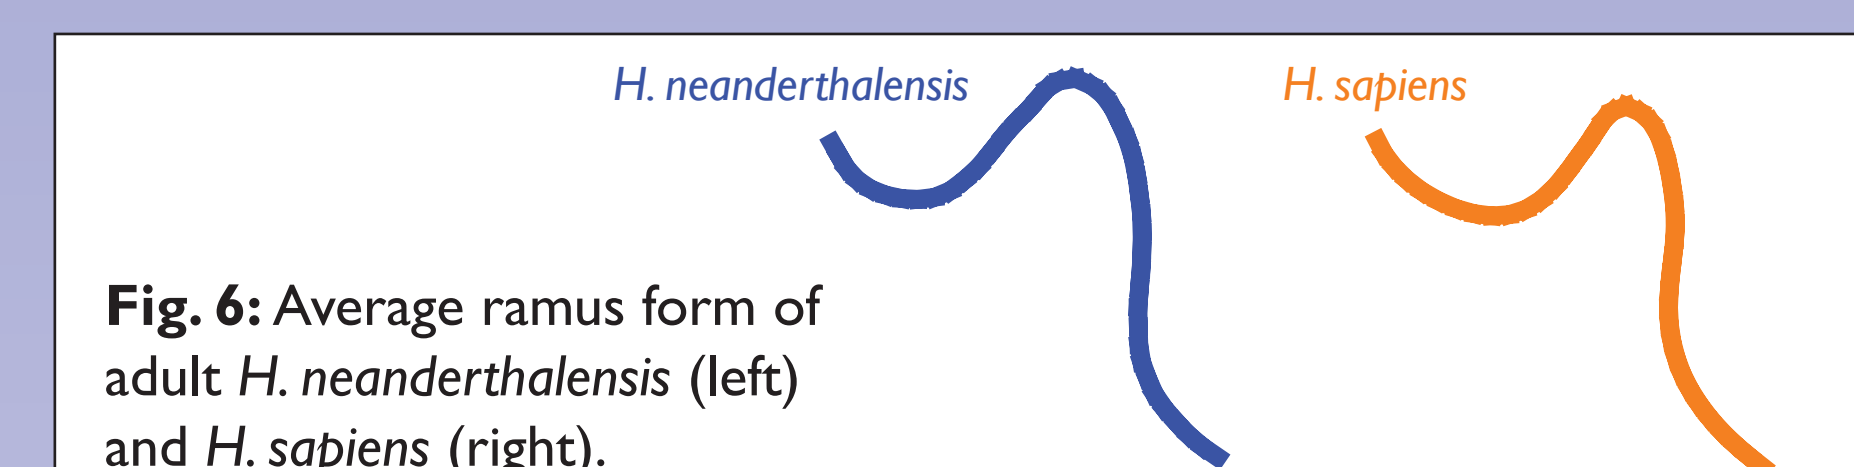 H. neanderthalensis
H. sapiens
Fig. 6: Average ramus form of
adult H. neanderthalensis (left)
and H. sapiens (right).